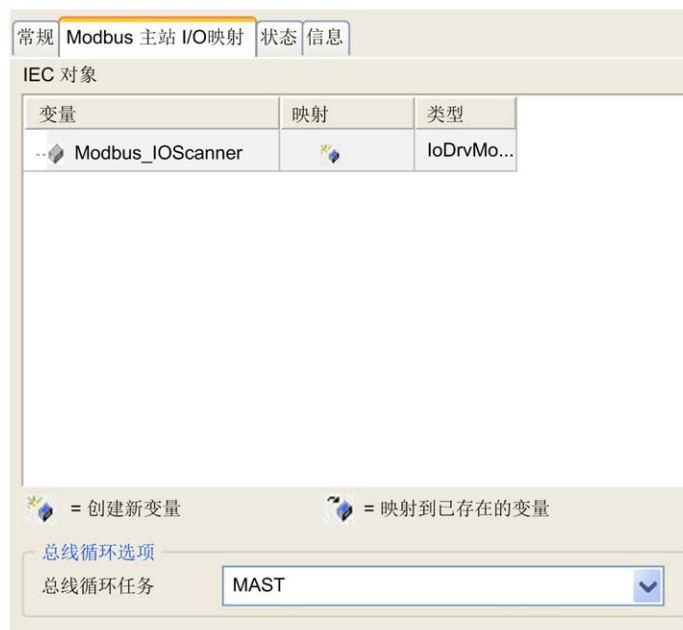 常规 Modbus 主站 I/O映射 状态 信息
IEC 对象
变量 映射 类型
Modbus_IOScanner IoDrvMo...
= 创建新变量 = 映射到已存在的变量
总线循环选项
总线循环任务 MAST